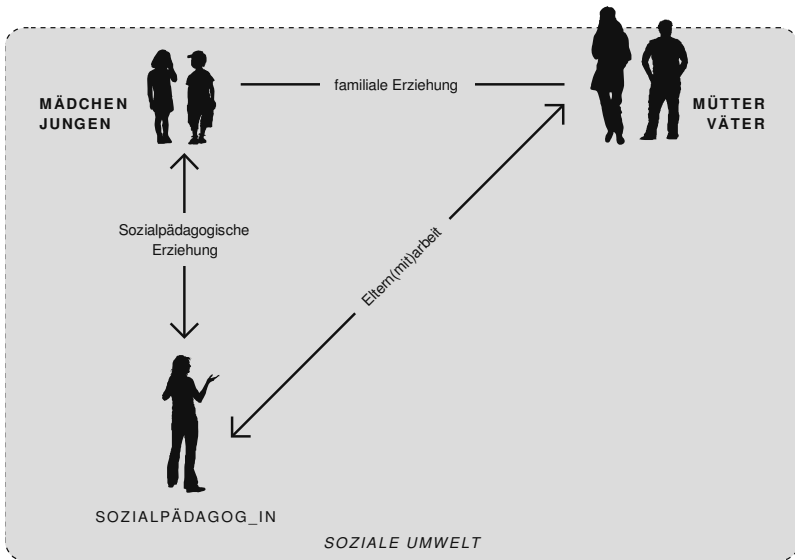 familiale Erziehung
MÄDCHEN
JUNGEN
MÜTTER
VÄTER
Sozialpädagogische
Erziehung
Eltern(mit)arbeit
SOZIALPÄDAGOG_IN
SOZIALE UMWELT